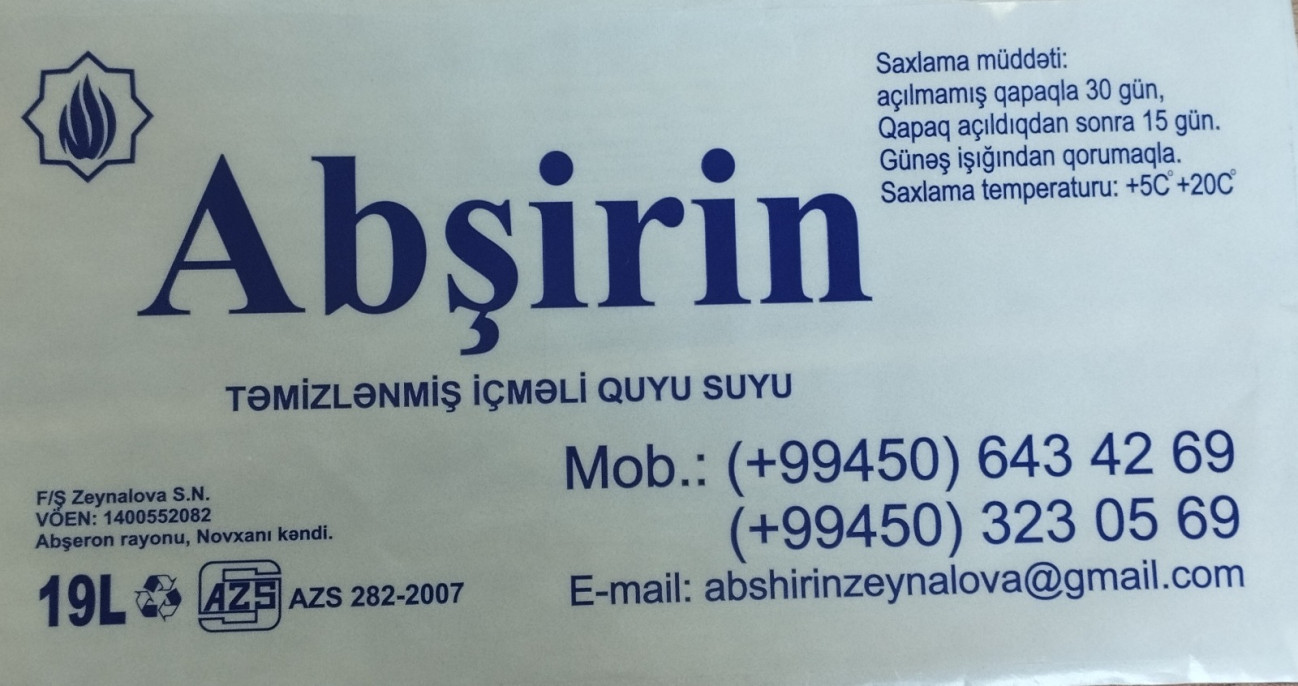 Saxlama müddəti:
açılmamış qapaqla 30 gün,
Qapaq açıldıqdan sonra 15 gün.
Günəş işığından qorumaqla.
Saxlama temperaturu: +5C° +20C°
Abşirin
TƏMİZLƏNMİŞ İÇMƏLİ QUYU SUYU
Mob.: (+99450) 643 42 69
(+99450) 323 05 69
E-mail: abshirinzeynalova@gmail.com
F/Ş Zeynalova S.N.
VÖEN: 1400552082
Abşeron rayonu, Novxanı kəndi.
19L AZS AZS 282-2007